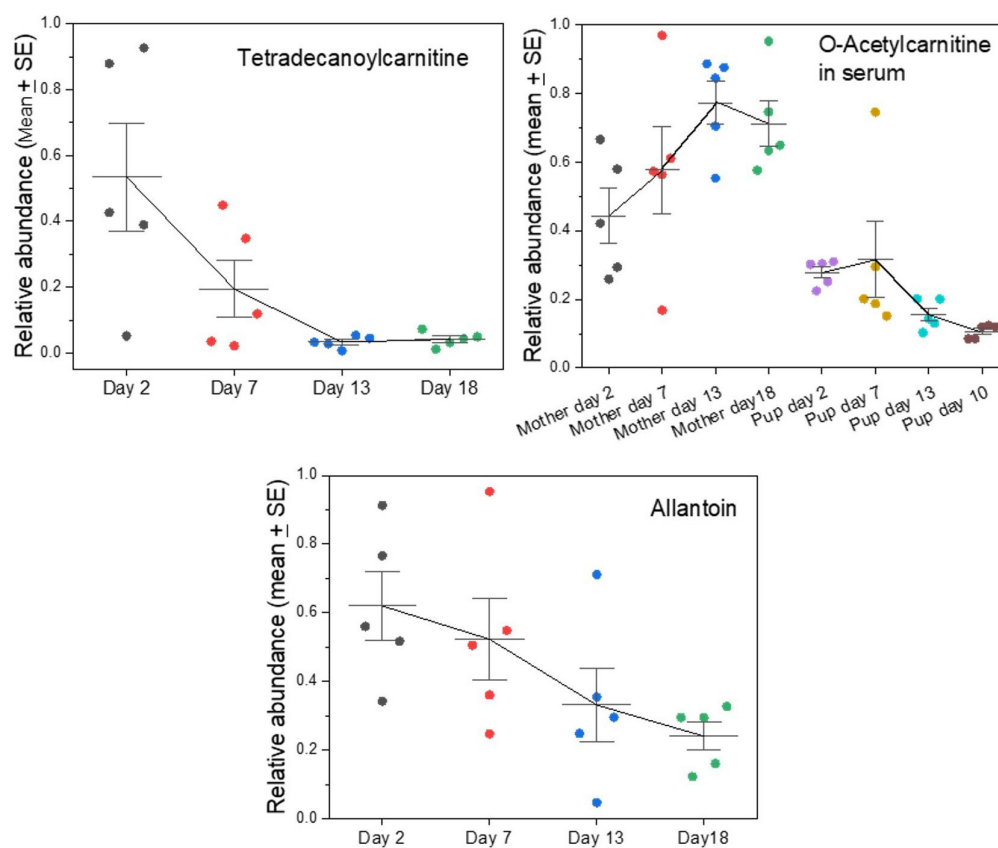 Tetradecanoylcarnitine
Relative abundance (Mean ± SE)
1.0
0.8
0.6
0.4
0.2
0.0
Day 2
Day 7
Day 13
Day 18
O-Acetylcarnitine
in serum
Relative abundance (mean ± SE)
1.0
0.8
0.6
0.4
0.2
0.0
Mother day 2
Mother day 7
Mother day 13
Mother day18
Pup day 2
Pup day 7
Pup day 13
Pup day 10
Allantoin
Relative abundance (mean ± SE)
1.0
0.8
0.6
0.4
0.2
0.0
Day 2
Day 7
Day 13
Day18